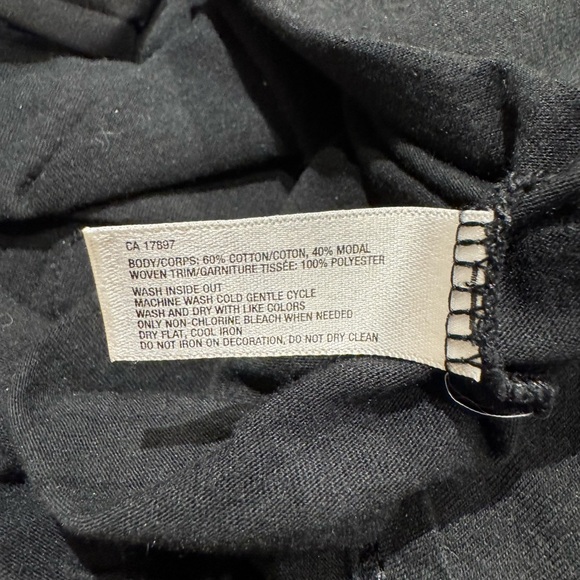 CA 17897
BODY/CORPS: 60% COTTON/COTON, 40% MODAL
WOVEN TRIM/GARNITURE TISSÉE: 100% POLYESTER
WASH INSIDE OUT
MACHINE WASH COLD GENTLE CYCLE
WASH AND DRY WITH LIKE COLORS
ONLY NON-CHLORINE BLEACH WHEN NEEDED
DRY FLAT, COOL IRON
DO NOT IRON ON DECORATION, DO NOT DRY CLEAN